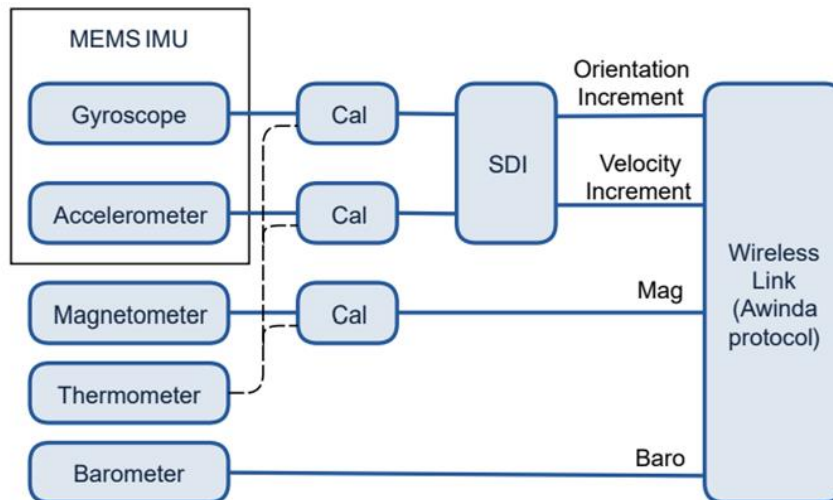 MEMS IMU
Gyroscope
Cal
Accelerometer
Cal
SDI
Orientation
Increment
Velocity
Increment
Magnetometer
Cal
Mag
Thermometer
Barometer
Baro
Wireless
Link
(Awinda
protocol)